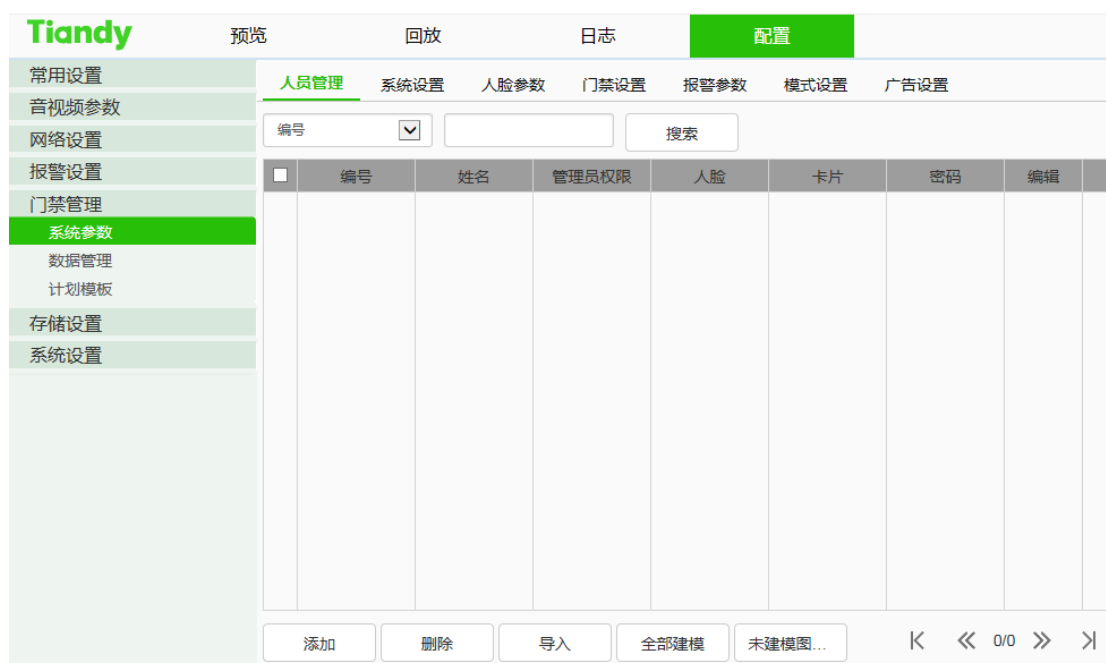 Tiandy 预览 回放 日志 配置
常用设置
音视频参数
网络设置
报警设置
门禁管理
系统参数
数据管理
计划模板
存储设置
系统设置
人员管理 系统设置 人脸参数 门禁设置 报警参数 模式设置 广告设置
编号 搜索
编号 姓名 管理员权限 人脸 卡片 密码 编辑
添加 删除 导入 全部建模 未建模图... 0/0